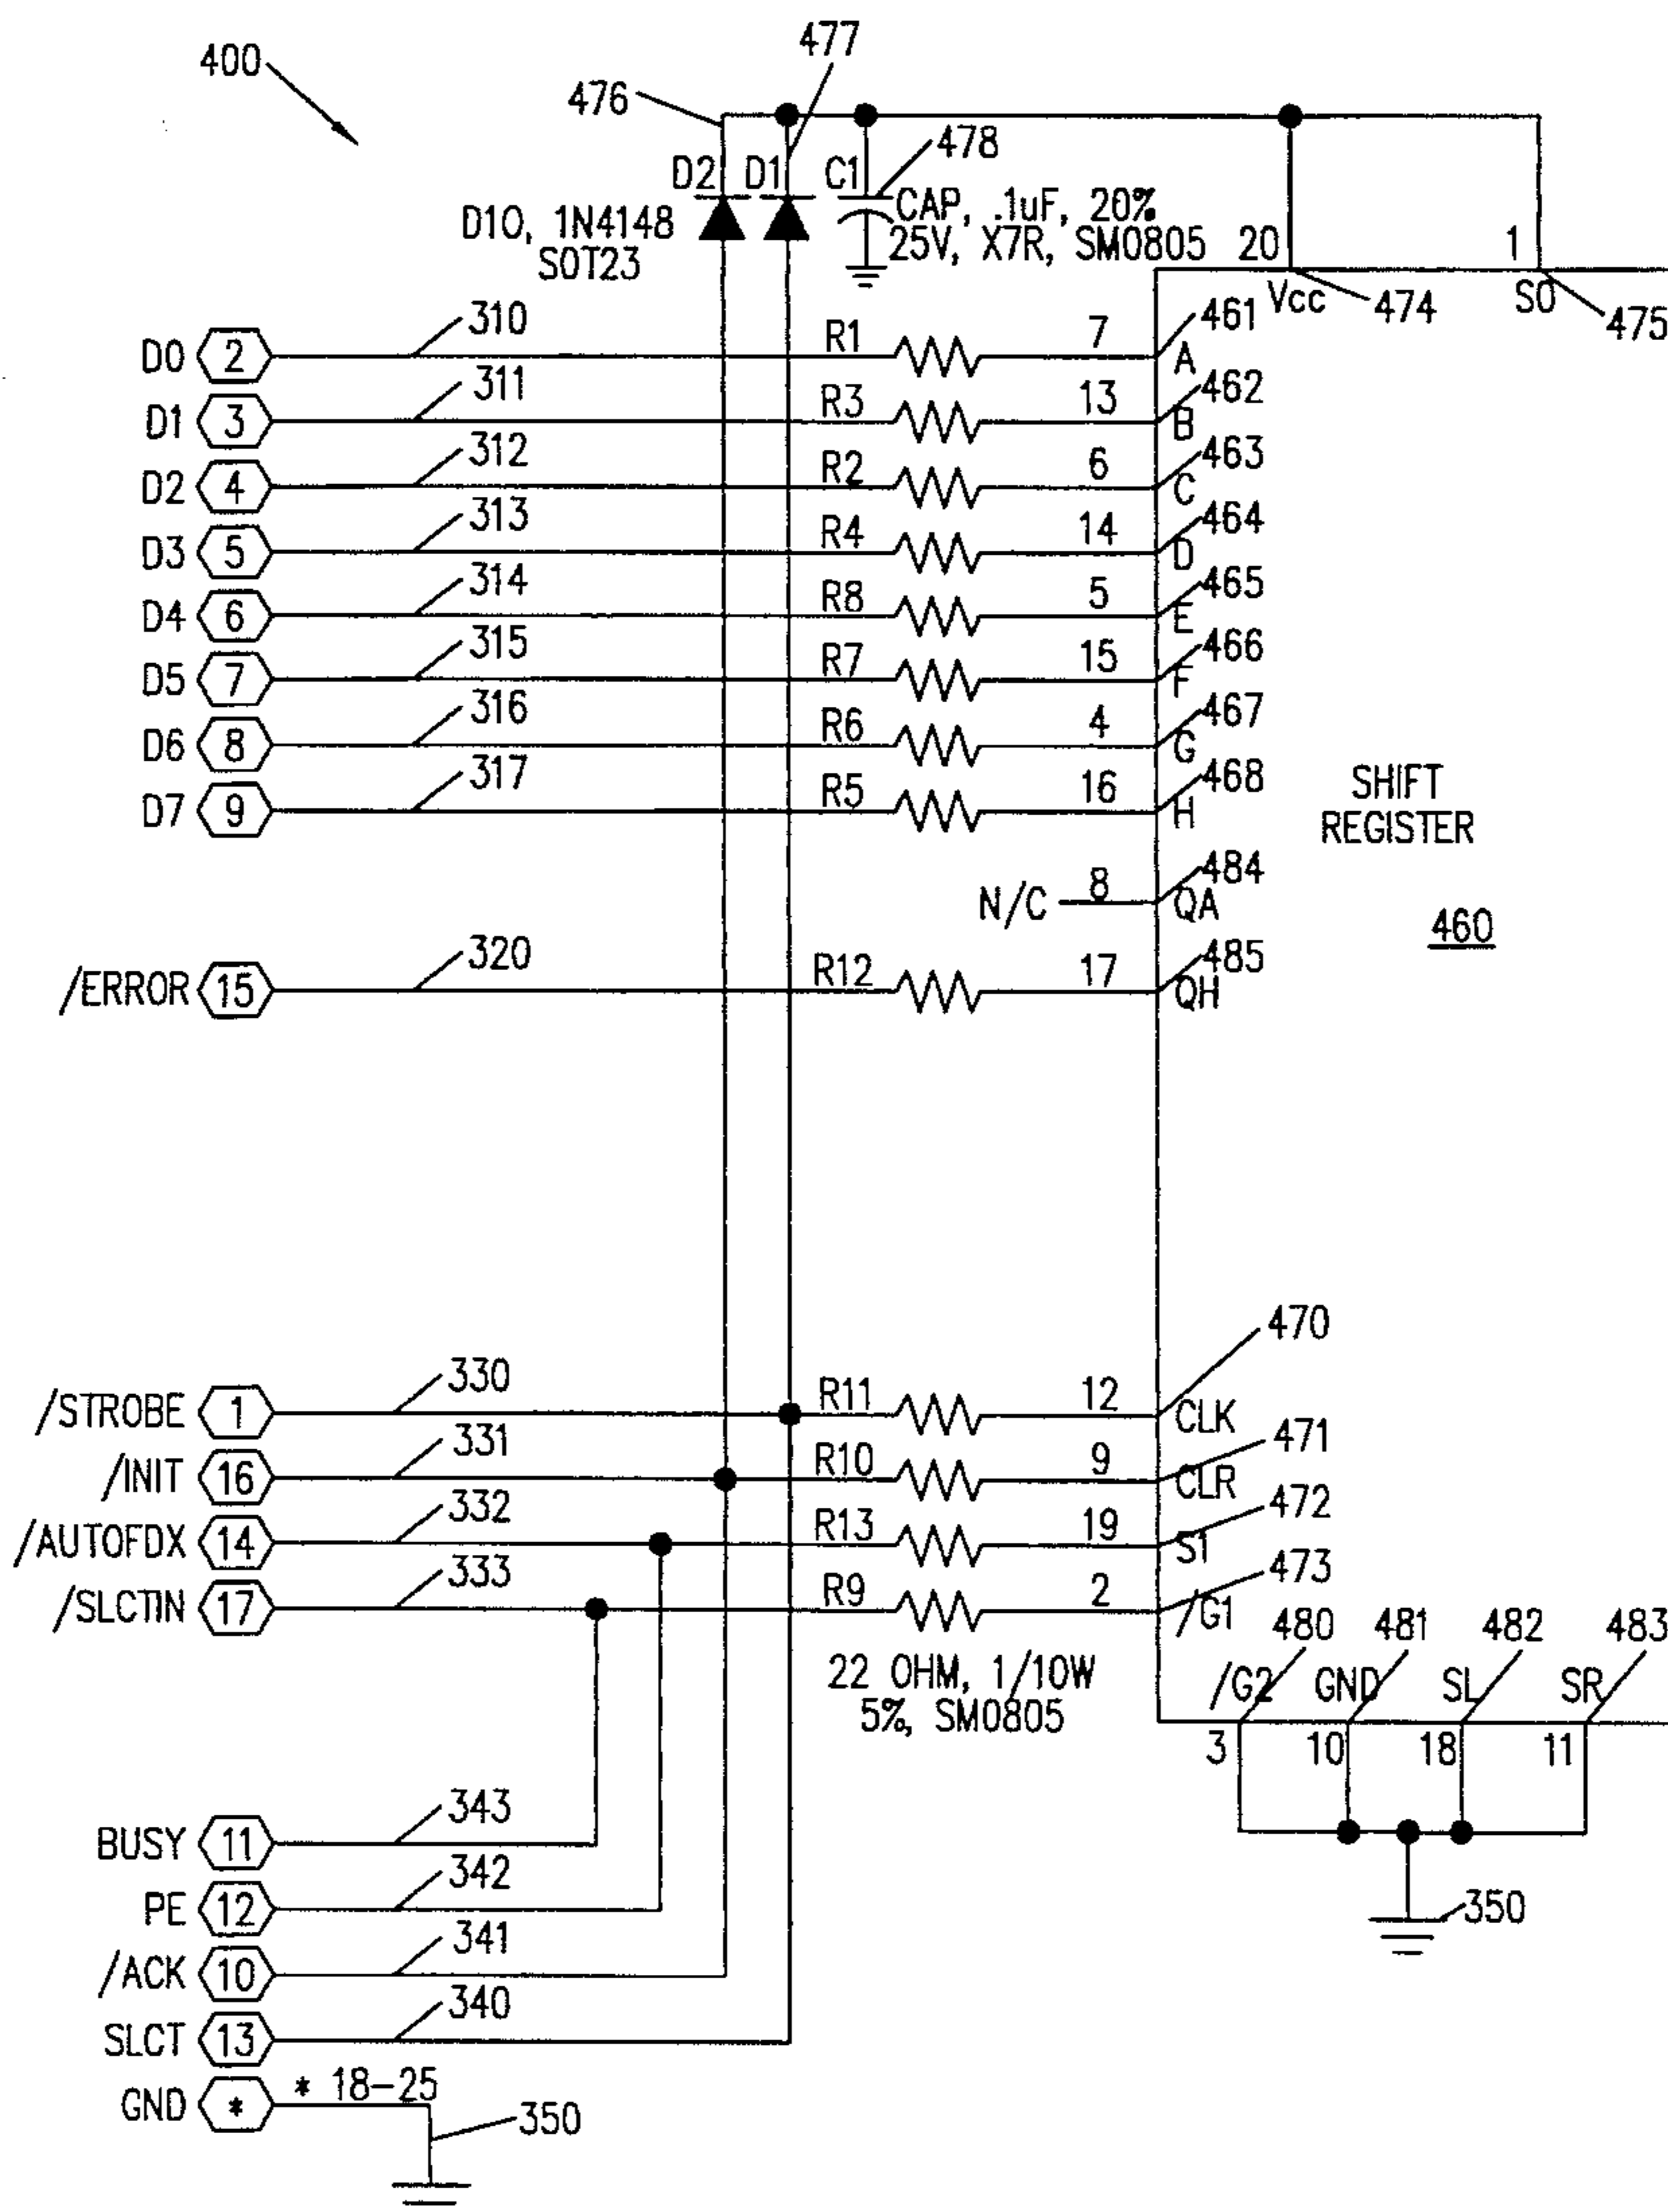 400
477
476
478
D2 D1 C1
CAP, .1uF, 20%
25V, X7R, SM0805
D10, 1N4148
SOT23
20 1
Vcc 474 S0 475
D0 2 310 R1 7 A 461
D1 3 311 R3 13 B 462
D2 4 312 R2 6 C 463
D3 5 313 R4 14 D 464
D4 6 314 R8 5 E 465
D5 7 315 R7 15 F 466
D6 8 316 R6 4 G 467
D7 9 317 R5 16 H 468
SHIFT
REGISTER
460
N/C 8 QA 484
/ERROR 15 320 R12 17 QH 485
/STROBE 1 330 R11 12 CLK 470
/INIT 16 331 R10 9 CLR 471
/AUTOFDX 14 332 R13 19 S1 472
/SLCTIN 17 333 R9 2 /G1 473
22 OHM, 1/10W
5%, SM0805
480 481 482 483
/G2 GND SL SR
3 10 18 11
350
BUSY 11 343
PE 12 342
/ACK 10 341
SLCT 13 340
GND * * 18-25
350